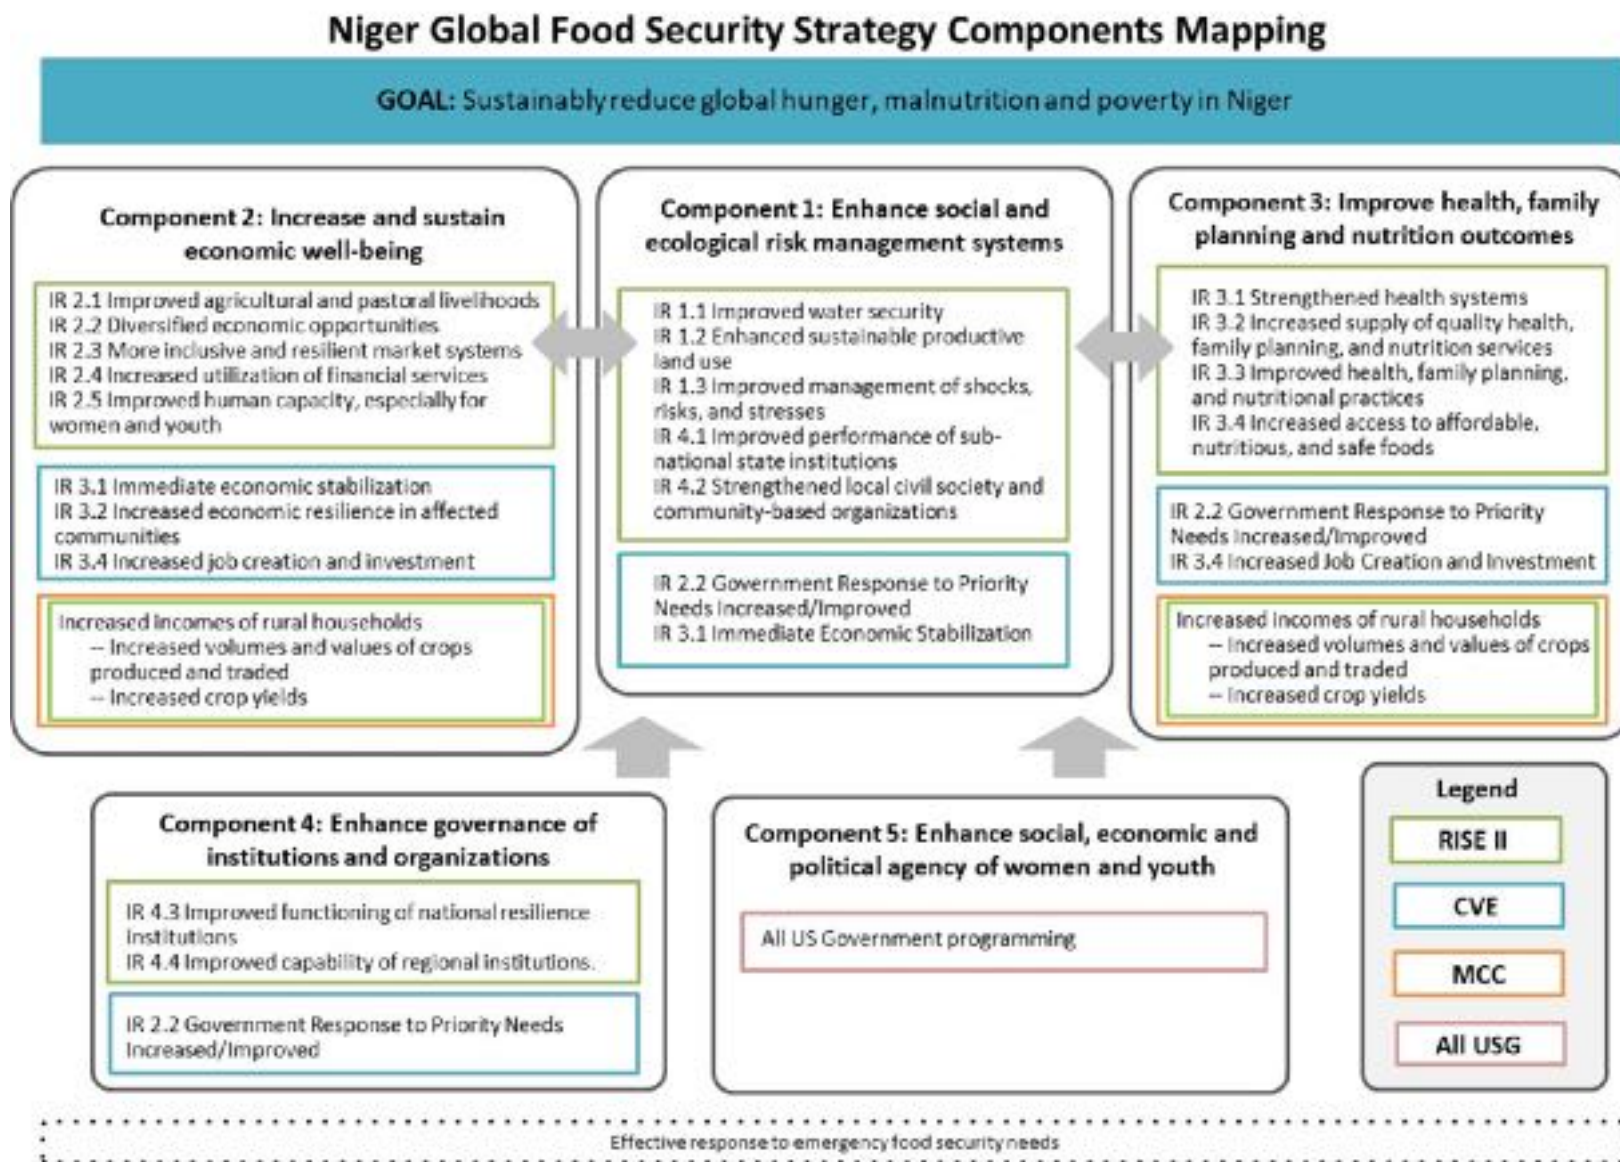 Niger Global Food Security Strategy Components Mapping
GOAL: Sustainably reduce global hunger, malnutrition and poverty in Niger
Component 2: Increase and sustain
economic well-being
IR 2.1 Improved agricultural and pastoral livelihoods
IR 2.2 Diversified economic opportunities
IR 2.3 More inclusive and resilient market systems
IR 2.4 Increased utilization of financial services
IR 2.5 Improved human capacity, especially for
women and youth
IR 3.1 Immediate economic stabilization
IR 3.2 Increased economic resilience in affected
communities
IR 3.4 Increased job creation and investment
Increased incomes of rural households
-- Increased volumes and values of crops
produced and traded
-- Increased crop yields
Component 1: Enhance social and
ecological risk management systems
IR 1.1 Improved water security
IR 1.2 Enhanced sustainable productive
land use
IR 1.3 Improved management of shocks,
risks, and stresses
IR 4.1 Improved performance of sub-
national state institutions
IR 4.2 Strengthened local civil society and
community-based organizations
IR 2.2 Government Response to Priority
Needs Increased/Improved
IR 3.1 Immediate Economic Stabilization
Component 3: Improve health, family
planning and nutrition outcomes
IR 3.1 Strengthened health systems
IR 3.2 Increased supply of quality health,
family planning, and nutrition services
IR 3.3 Improved health, family planning,
and nutritional practices
IR 3.4 Increased access to affordable,
nutritious, and safe foods
IR 2.2 Government Response to Priority
Needs Increased/Improved
IR 3.4 Increased Job Creation and Investment
Increased incomes of rural households
-- Increased volumes and values of crops
produced and traded
-- Increased crop yields
Component 4: Enhance governance of
institutions and organizations
IR 4.3 Improved functioning of national resilience
institutions
IR 4.4 Improved capability of regional institutions.
IR 2.2 Government Response to Priority Needs
Increased/Improved
Component 5: Enhance social, economic and
political agency of women and youth
All US Government programming
Legend
RISE II
CVE
MCC
All USG
Effective response to emergency food security needs